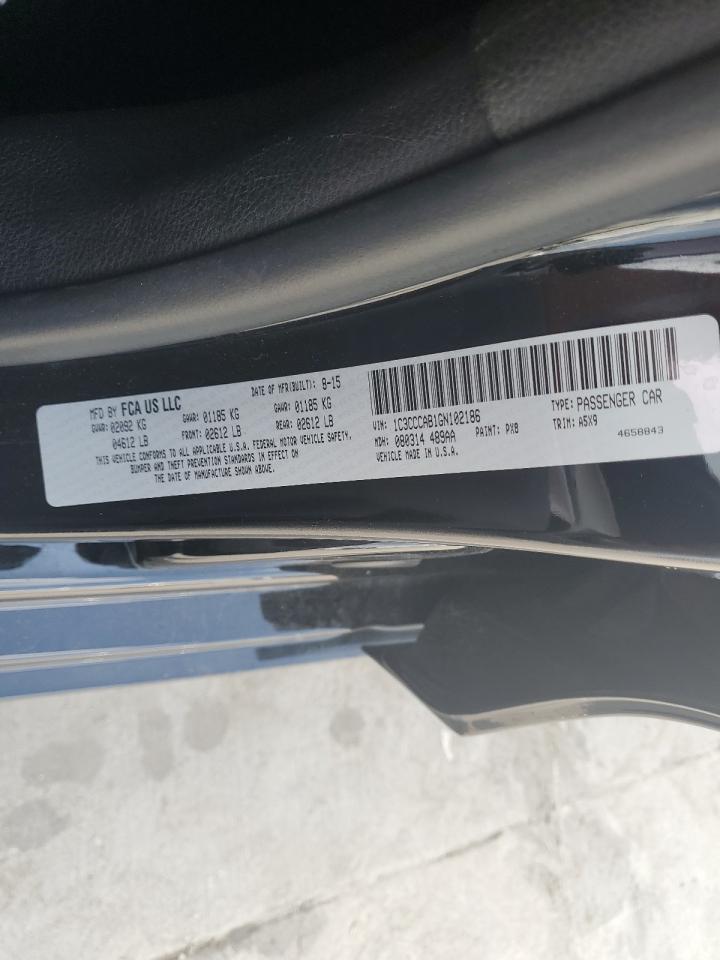 MFD BY FCA US LLC
DATE OF MFR(BUILT): 8-15
GVWR: 02092 KG
04612 LB
GAWR: 01185 KG
FRONT: 02612 LB
GAWR: 01185 KG
REAR: 02612 LB
THIS VEHICLE CONFORMS TO ALL APPLICABLE U.S.A. FEDERAL MOTOR VEHICLE SAFETY,
BUMPER AND THEFT PREVENTION STANDARDS IN EFFECT ON
THE DATE OF MANUFACTURE SHOWN ABOVE.
VIN: 1C3CCCAB1GN102186
TYPE: PASSENGER CAR
MDH: 080314 489AA
PAINT: PX8
TRIM: A5X9
VEHICLE MADE IN U.S.A.
4658843